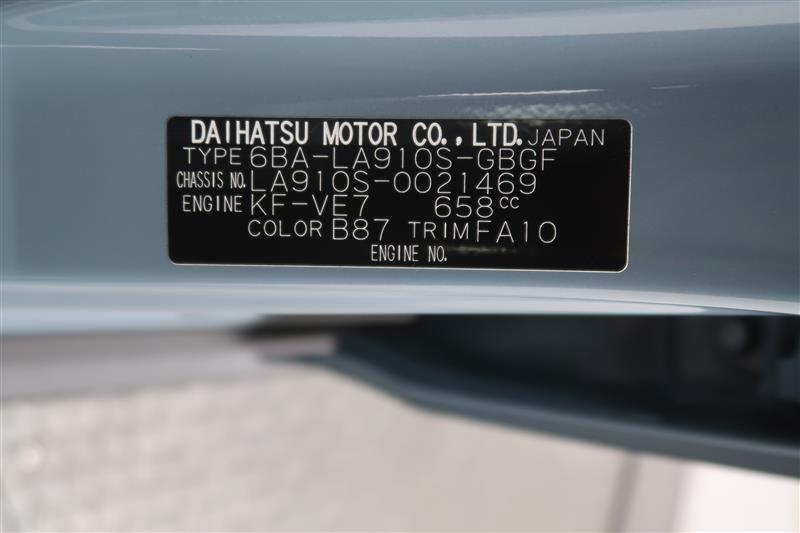 DAIHATSU MOTOR CO., LTD. JAPAN
TYPE 6BA-LA910S-GBGF
CHASSIS NO. LA910S-0021469
ENGINE KF-VE7 658cc
COLOR B87 TRIM FA10
ENGINE NO.